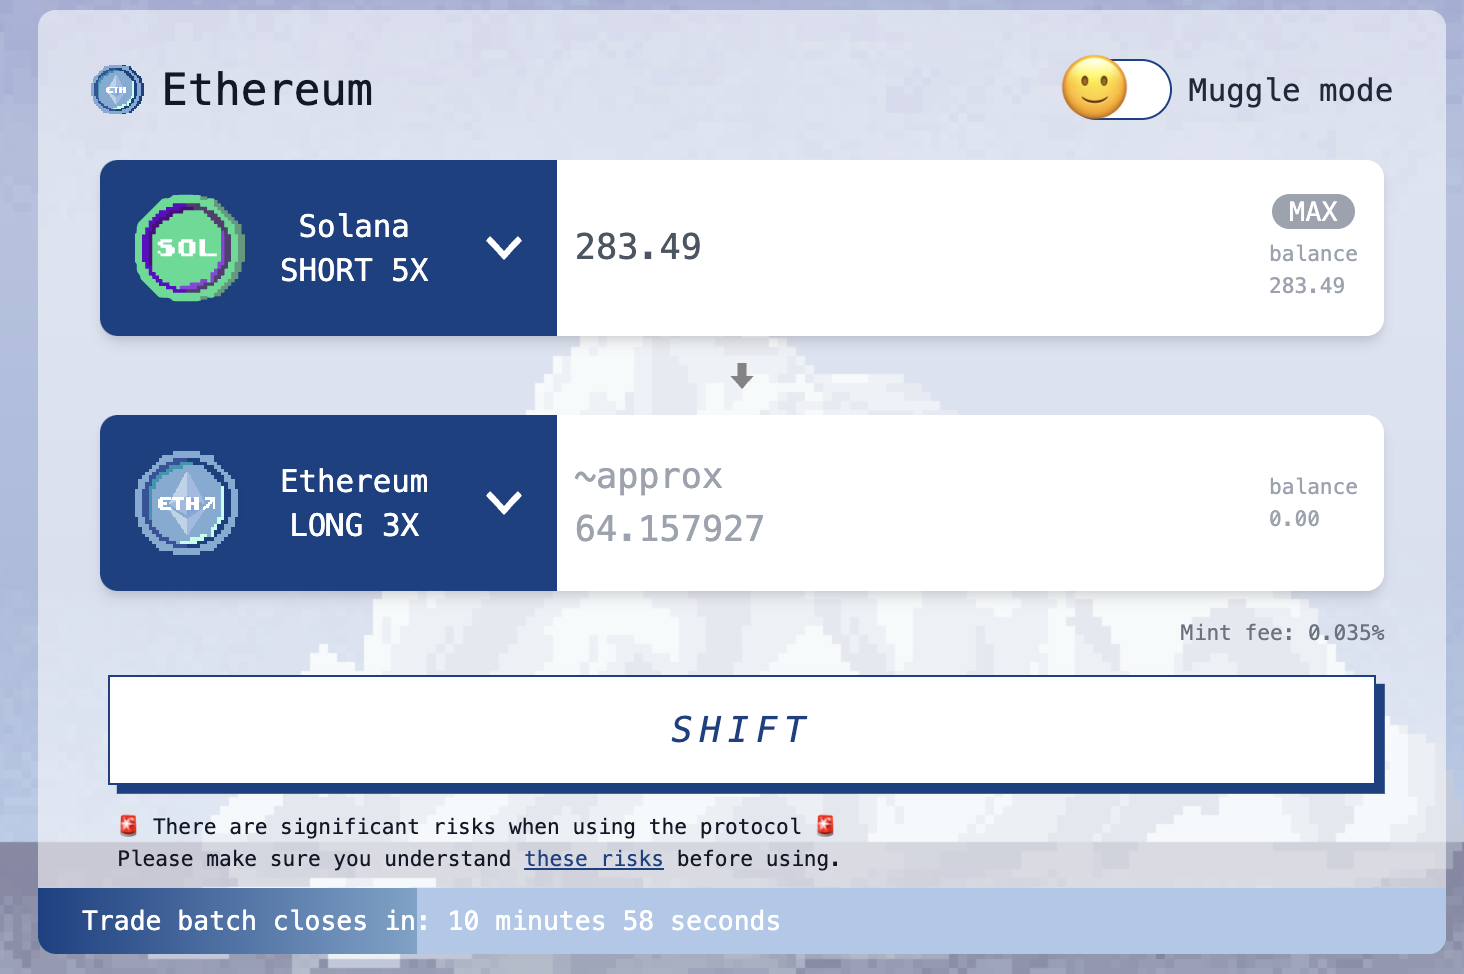 ETH
Ethereum
Muggle mode
SOL
Solana
SHORT 5X
283.49
MAX
balance
283.49
ETH
Ethereum
LONG 3X
~approx
64.157927
balance
0.00
Mint fee: 0.035%
SHIFT
🚨 There are significant risks when using the protocol 🚨
Please make sure you understand these risks before using.
Trade batch closes in: 10 minutes 58 seconds